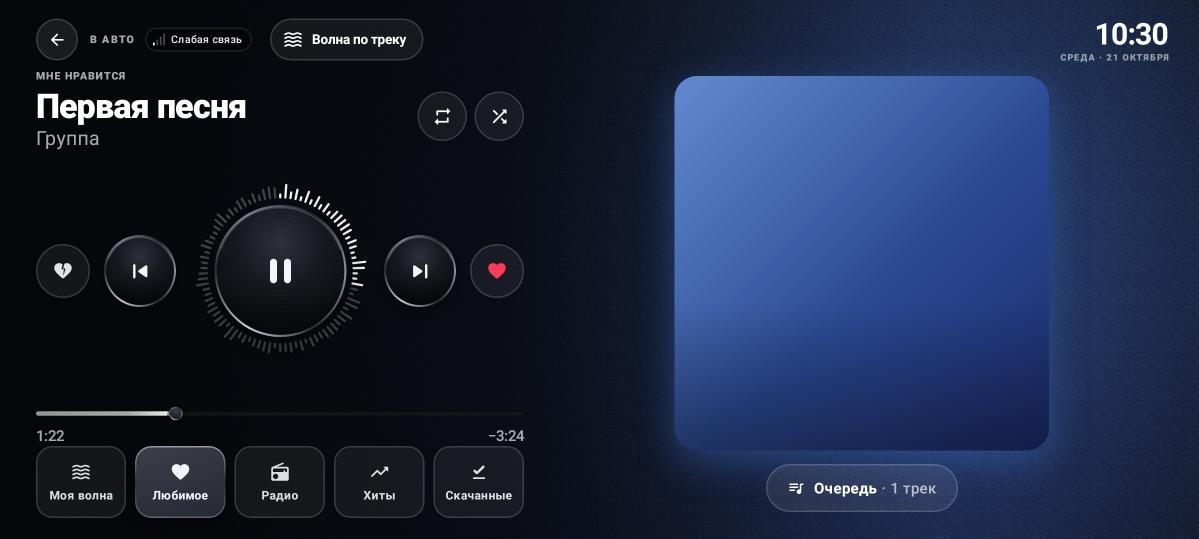 В АВТО
Слабая связь
Волна по треку
10:30
СРЕДА · 21 ОКТЯБРЯ
МНЕ НРАВИТСЯ
Первая песня
Группа
1:22
−3:24
Моя волна
Любимое
Радио
Хиты
Скачанные
Очередь · 1 трек